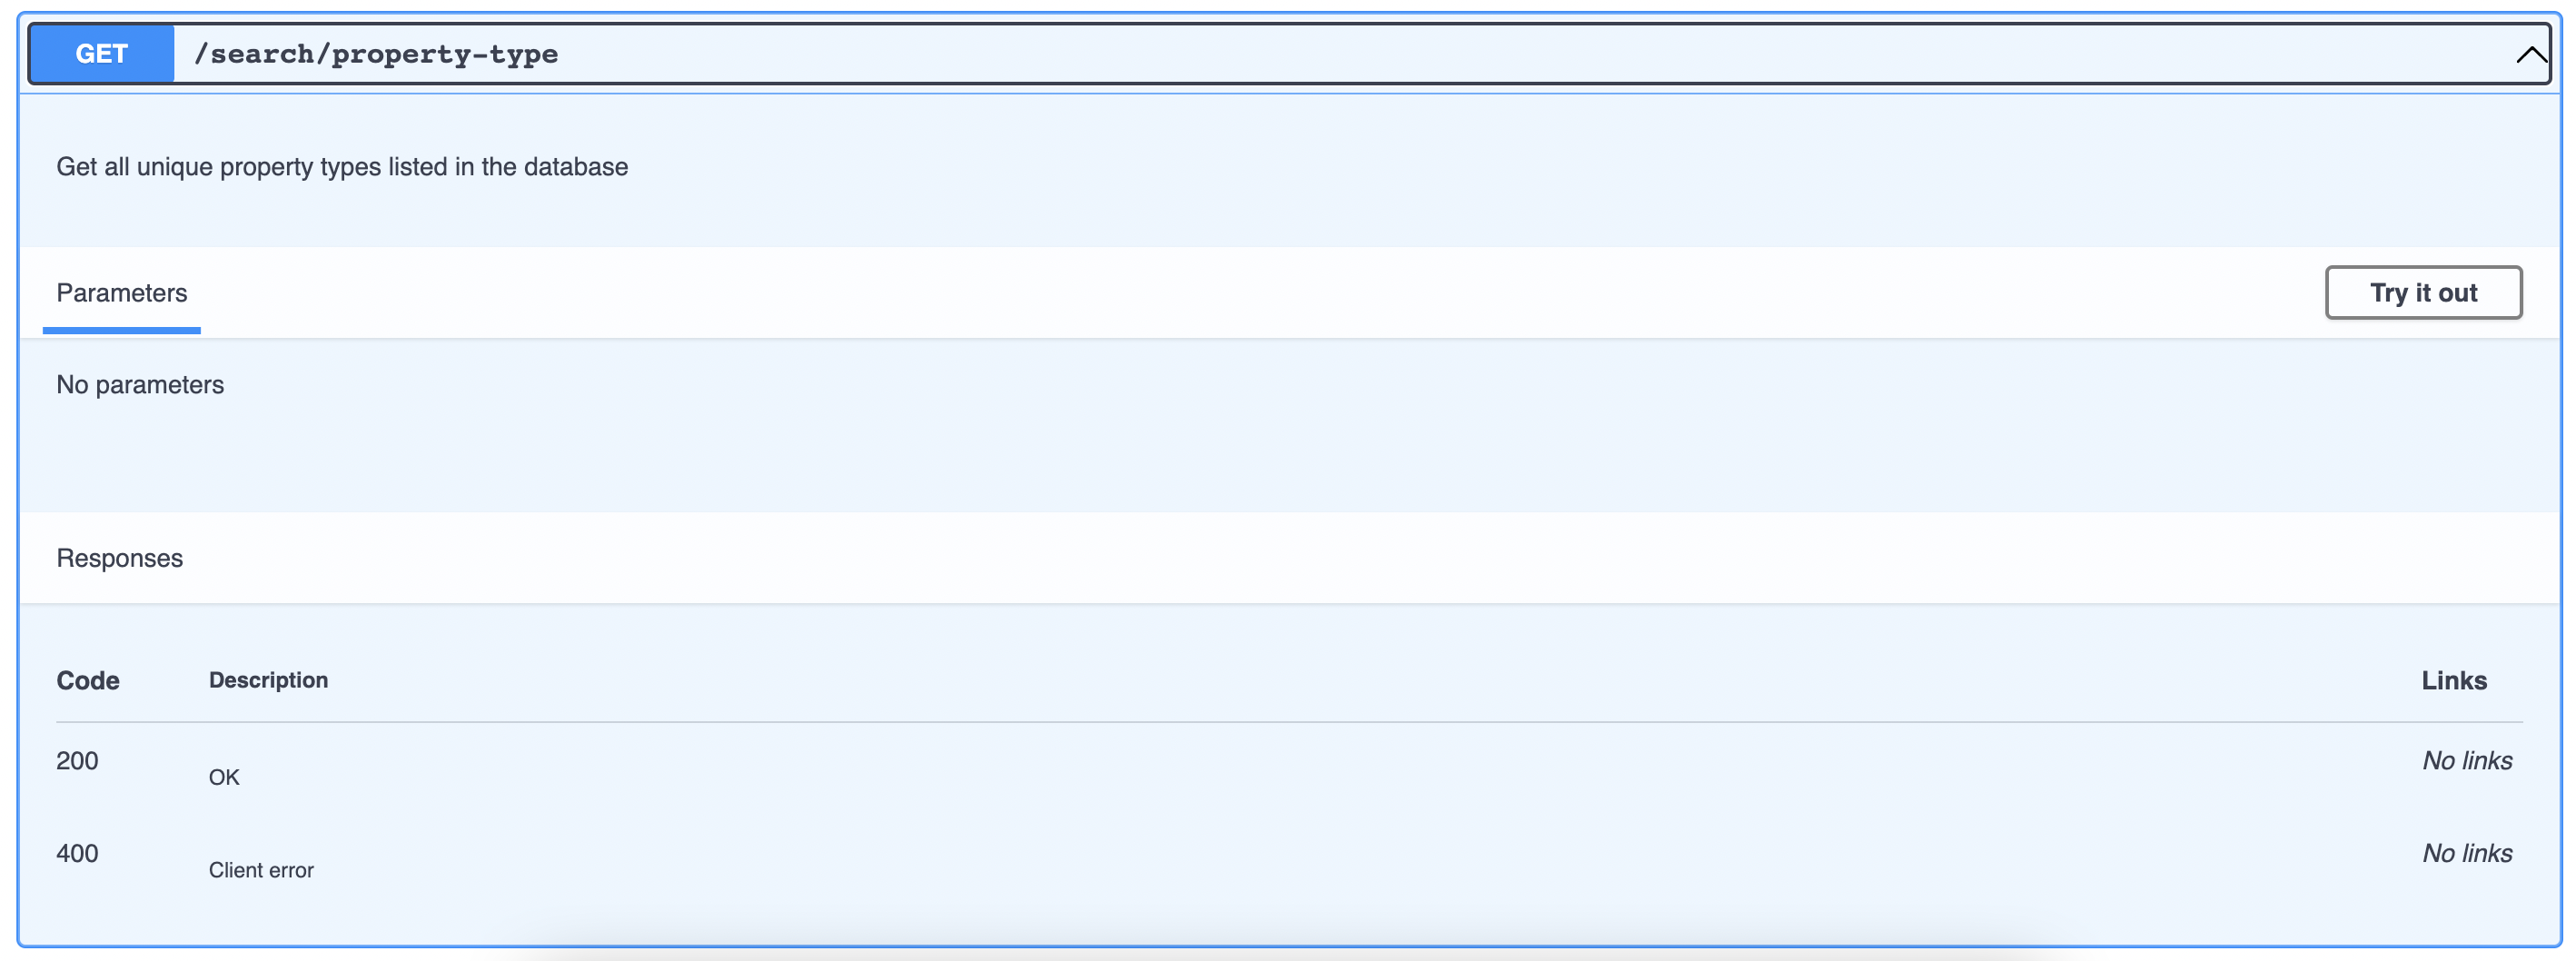 GET /search/property-type
Get all unique property types listed in the database
Parameters Try it out
No parameters
Responses
Code Description Links
200 OK No links
400 Client error No links